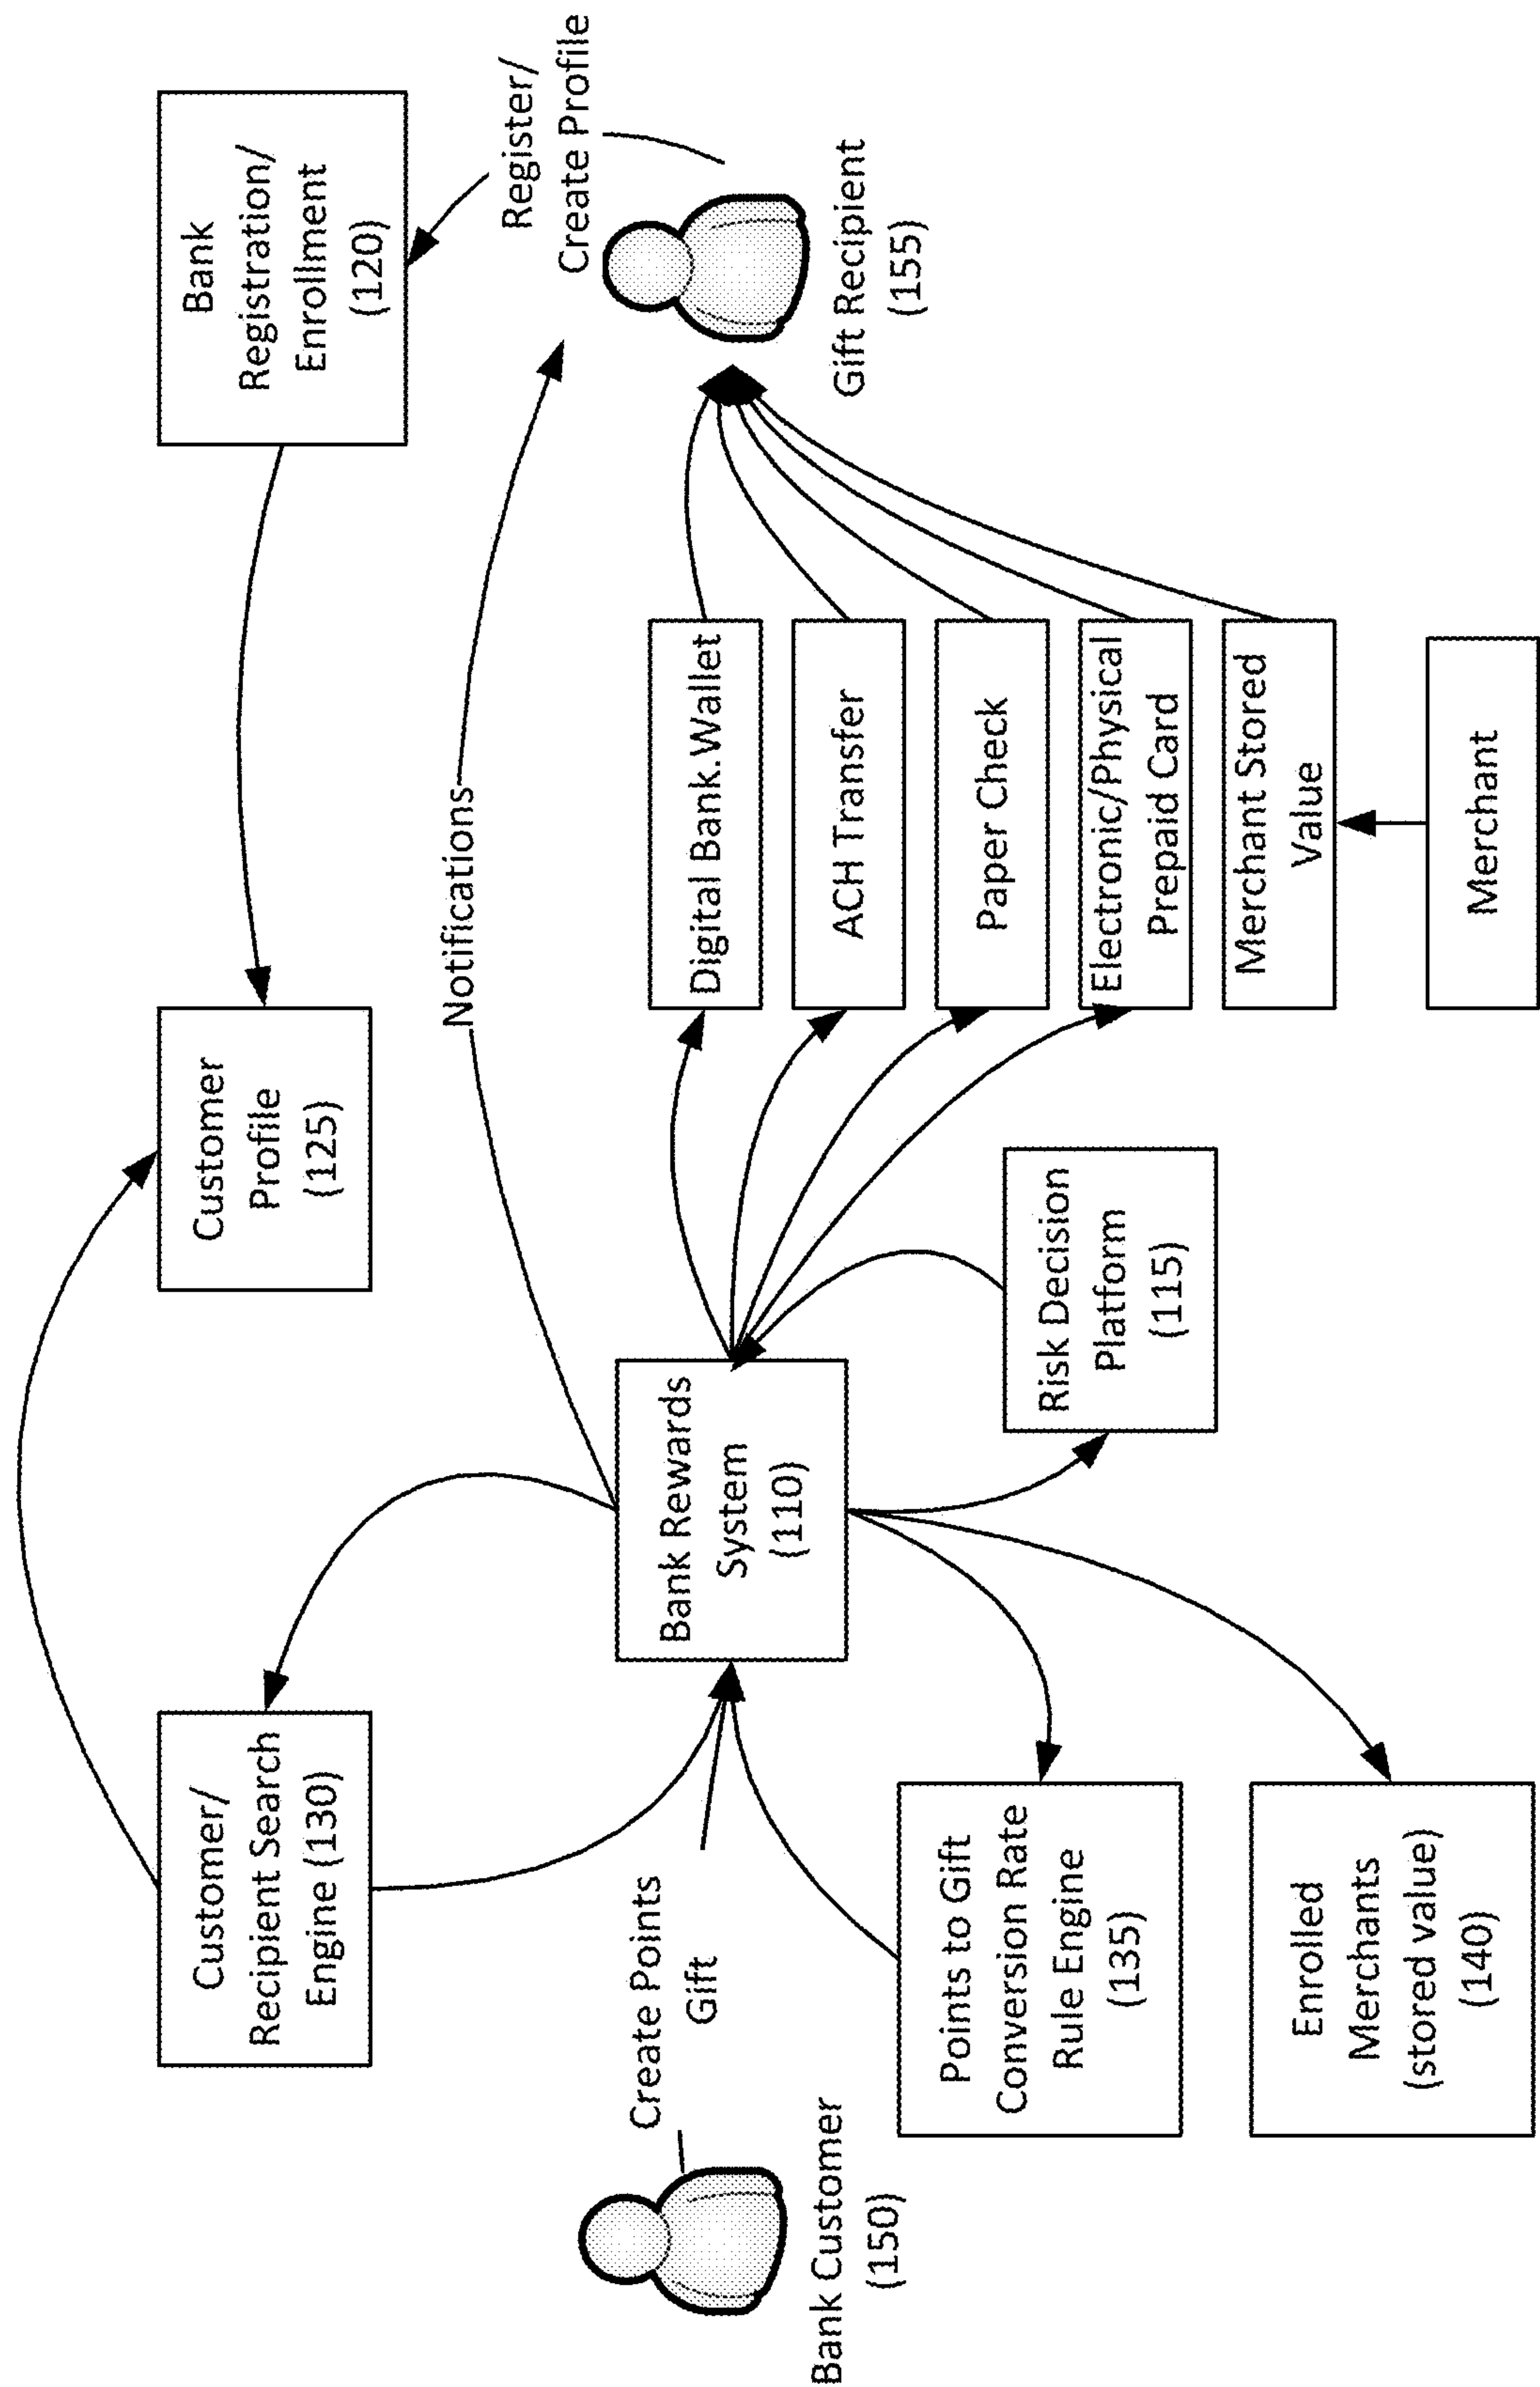 Customer/
Recipient Search
Engine (130)
Customer
Profile
(125)
Bank
Registration/
Enrollment
(120)
Notifications
Register/
Create Profile
Bank Customer
(150)
Create Points
Gift
Bank Rewards
System
(110)
Digital Bank.Wallet
ACH Transfer
Paper Check
Electronic/Physical
Prepaid Card
Merchant Stored
Value
Merchant
Gift Recipient
(155)
Points to Gift
Conversion Rate
Rule Engine
(135)
Risk Decision
Platform
(115)
Enrolled
Merchants
(stored value)
(140)